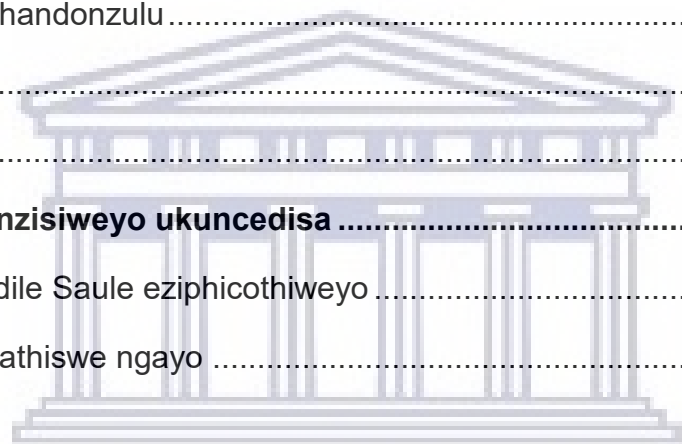 handonzulu ........................................................................
........................................................................................
........................................................................................
nzisiweyo ukuncedisa ...............................................
dile Saule eziphicothiweyo ...........................................
athiswe ngayo ................................................................